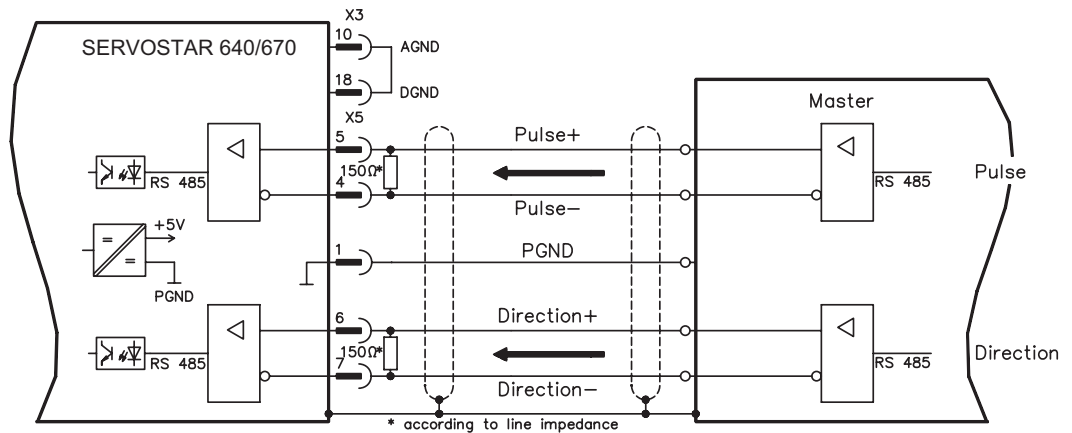 X3
SERVOSTAR 640/670
10
AGND
18
DGND
X5
Master
5
Pulse+
150Ω*
RS 485
RS 485
Pulse
4
Pulse-
+5V
1
PGND
PGND
6
Direction+
150Ω*
RS 485
RS 485
Direction
7
Direction-
* according to line impedance